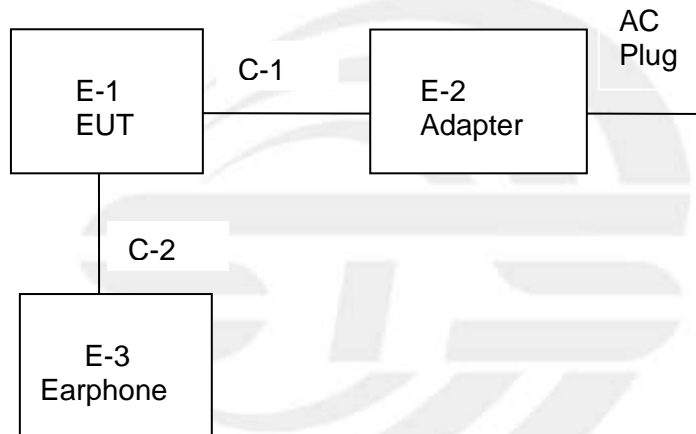 AC
Plug
C-1
E-1
EUT
E-2
Adapter
C-2
E-3
Earphone